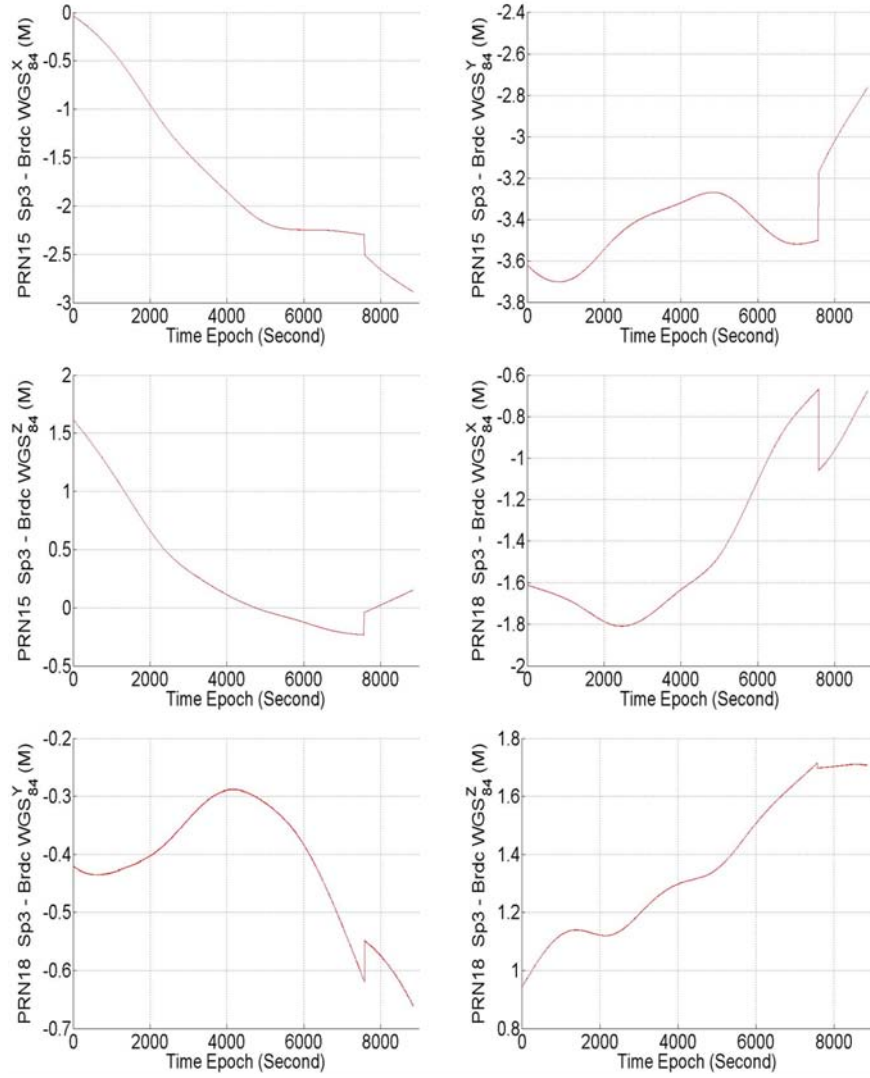 PRN15 Sp3 - Brdc WGS84 X (M)
0
-0.5
-1
-1.5
-2
-2.5
-3
0 2000 4000 6000 8000
Time Epoch (Second)
PRN15 Sp3 - Brdc WGS84 Y (M)
-2.4
-2.6
-2.8
-3
-3.2
-3.4
-3.6
-3.8
0 2000 4000 6000 8000
Time Epoch (Second)
PRN15 Sp3 - Brdc WGS84 Z (M)
2
1.5
1
0.5
0
-0.5
0 2000 4000 6000 8000
Time Epoch (Second)
PRN18 Sp3 - Brdc WGS84 X (M)
-0.6
-0.8
-1
-1.2
-1.4
-1.6
-1.8
-2
0 2000 4000 6000 8000
Time Epoch (Second)
PRN18 Sp3 - Brdc WGS84 Y (M)
-0.2
-0.3
-0.4
-0.5
-0.6
-0.7
0 2000 4000 6000 8000
Time Epoch (Second)
PRN18 Sp3 - Brdc WGS84 Z (M)
1.8
1.6
1.4
1.2
1
0.8
0 2000 4000 6000 8000
Time Epoch (Second)